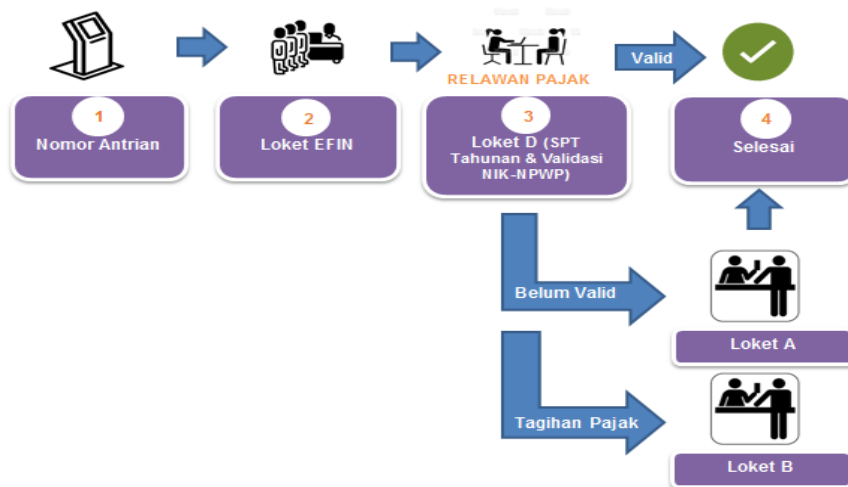 RELAWAN PAJAK
Valid
1
Nomor Antrian
2
Loket EFIN
3
Loket D (SPT
Tahunan & Validasi
NIK-NPWP)
4
Selesai
Belum Valid
Loket A
Tagihan Pajak
Loket B